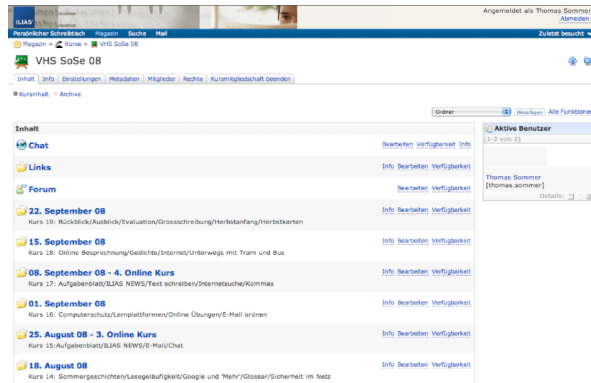 Angemeldet als Thomas Sommer
Abmelden
ILIAS
Persönlicher Schreibtisch Magazin Suche Mail Zuletzt besucht
Magazin > Kurse > VHS SoSe 08
VHS SoSe 08
Inhalt Info Einstellungen Metadaten Mitglieder Rechte Kursmitgliedschaft beenden
Kursinhalt Archive
Ordner Hinzufügen Alle Funktionen
Inhalt
Chat Bearbeiten Verfügbarkeit Info
Links Info Bearbeiten Verfügbarkeit
Forum Bearbeiten Verfügbarkeit
22. September 08 Info Bearbeiten Verfügbarkeit
Kurs 19: Rückblick/Ausblick/Evaluation/Grossschreibung/Herbstanfang/Herbstkarten
15. September 08 Info Bearbeiten Verfügbarkeit
Kurs 18: Online Besprechnung/Gedichte/Internet/Unterwegs mit Tram und Bus
08. September 08 - 4. Online Kurs Info Bearbeiten Verfügbarkeit
Kurs 17: Aufgabenblatt/ILIAS NEWS/Text schreiben/Internetsuche/Kommas
01. September 08 Info Bearbeiten Verfügbarkeit
Kurs 16: Computerschutz/Lernplattformen/Online Übungen/E-Mail ordnen
25. August 08 - 3. Online Kurs Info Bearbeiten Verfügbarkeit
Kurs 15:Aufgabenblatt/ILIAS NEWS/E-Mail/Chat
18. August 08 Info Bearbeiten Verfügbarkeit
Kurs 14: Sommergeschichten/Lesegeläufigkeit/Google und 'Mehr'/Glossar/Sicherheit im Netz
Aktive Benutzer
(1-2 von 2)
Thomas Sommer
[thomas.sommer]
Details: